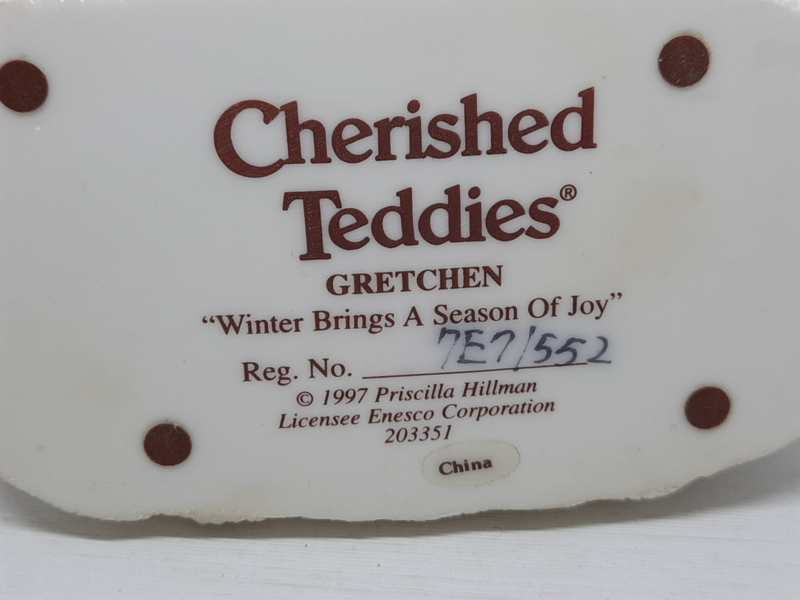 Cherished
Teddies®
GRETCHEN
“Winter Brings A Season Of Joy”
Reg. No. 7E7/552
© 1997 Priscilla Hillman
Licensee Enesco Corporation
203351
China